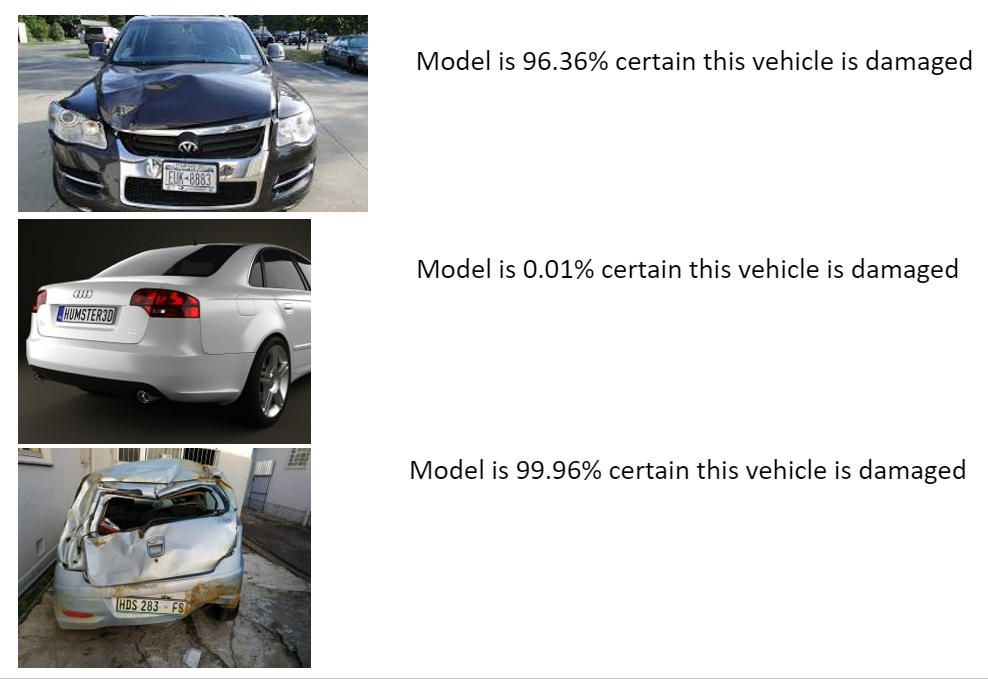 Model is 96.36% certain this vehicle is damaged
EUK-8883
Model is 0.01% certain this vehicle is damaged
HUMSTER3D
Model is 99.96% certain this vehicle is damaged
HDS 283 FS